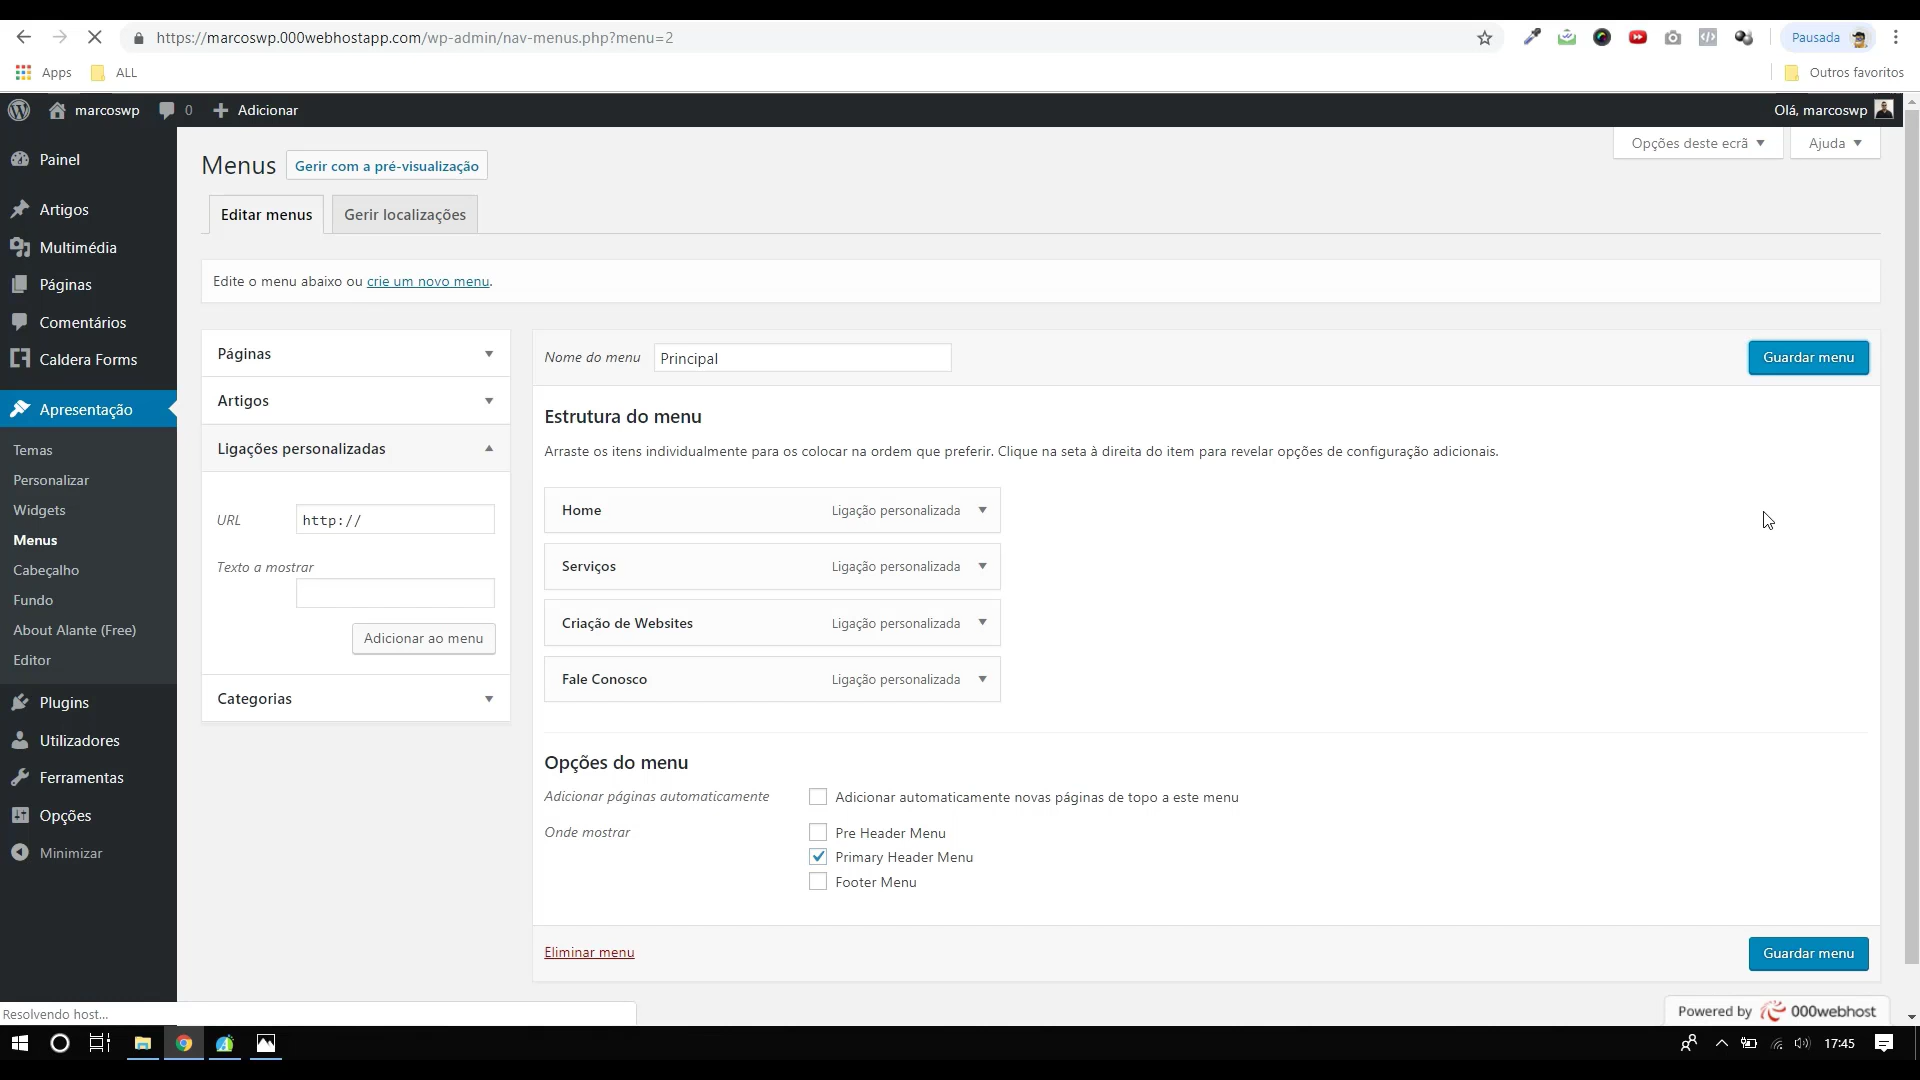 https://marcoswp.000webhostapp.com/wp-admin/nav-menus.php?menu=2
Pausada
Apps
ALL
Outros favoritos
marcoswp
0
Adicionar
Olá, marcoswp
Painel
Artigos
Multimédia
Páginas
Comentários
Caldera Forms
Apresentação
Temas
Personalizar
Widgets
Menus
Cabeçalho
Fundo
About Alante (Free)
Editor
Plugins
Utilizadores
Ferramentas
Opções
Minimizar
Opções deste ecrã
Ajuda
Menus
Gerir com a pré-visualização
Editar menus
Gerir localizações
Edite o menu abaixo ou crie um novo menu.
Páginas
Artigos
Ligações personalizadas
URL
http://
Texto a mostrar
Adicionar ao menu
Categorias
Nome do menu
Principal
Guardar menu
Estrutura do menu
Arraste os itens individualmente para os colocar na ordem que preferir. Clique na seta à direita do item para revelar opções de configuração adicionais.
Home Ligação personalizada
Serviços Ligação personalizada
Criação de Websites Ligação personalizada
Fale Conosco Ligação personalizada
Opções do menu
Adicionar páginas automaticamente
Adicionar automaticamente novas páginas de topo a este menu
Onde mostrar
Pre Header Menu
Primary Header Menu
Footer Menu
Eliminar menu
Guardar menu
Powered by 000webhost
Resolvendo host...
17:45